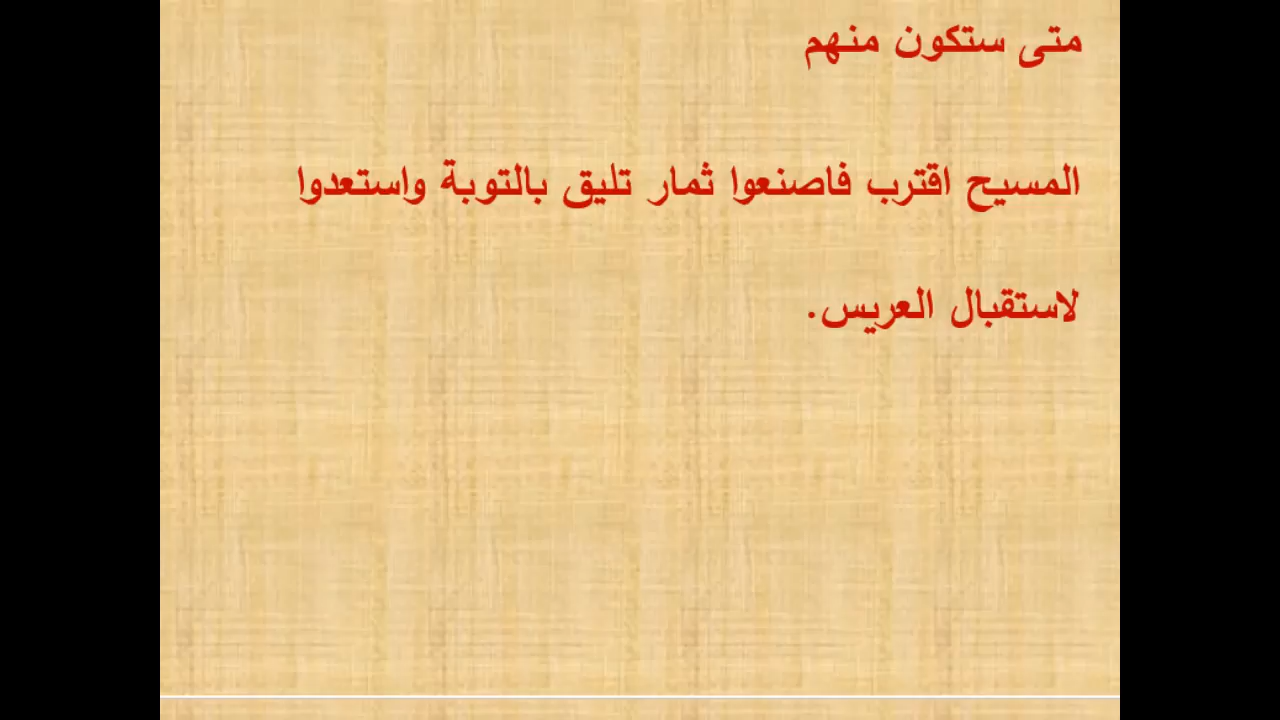 متى ستكون منهم
المسيح اقترب فاصنعوا ثمار تليق بالتوبة واستعدوا
لاستقبال العريس.